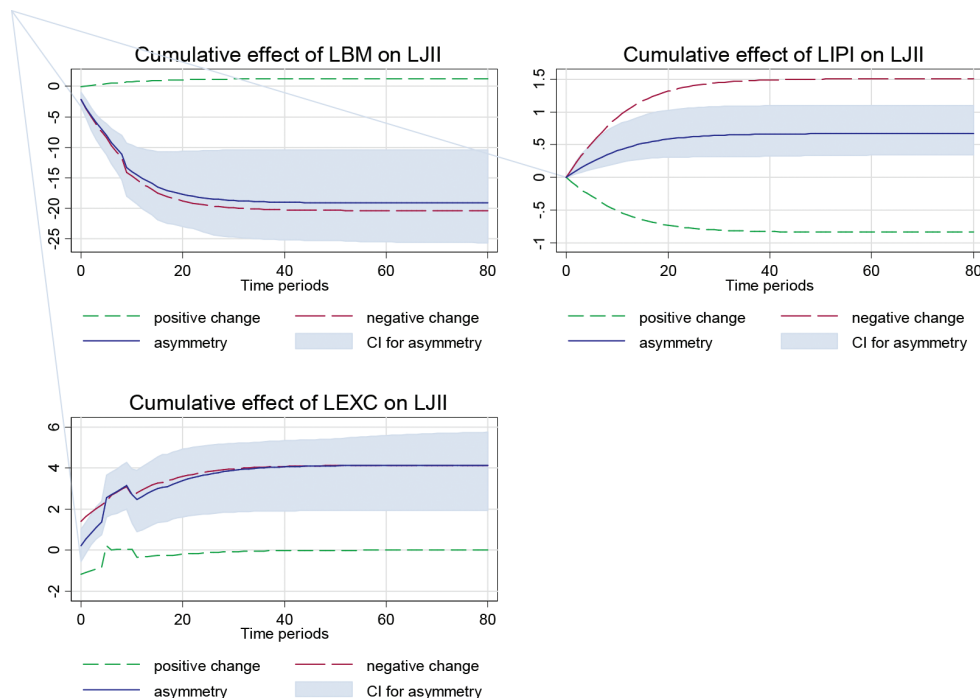 Cumulative effect of LBM on LJII
0
-5
-10
-15
-20
-25
0 20 40 60 80
Time periods
positive change negative change
asymmetry CI for asymmetry
Cumulative effect of LIPI on LJII
1.5
1
.5
0
-.5
-1
0 20 40 60 80
Time periods
positive change negative change
asymmetry CI for asymmetry
Cumulative effect of LEXC on LJII
6
4
2
0
-2
0 20 40 60 80
Time periods
positive change negative change
asymmetry CI for asymmetry